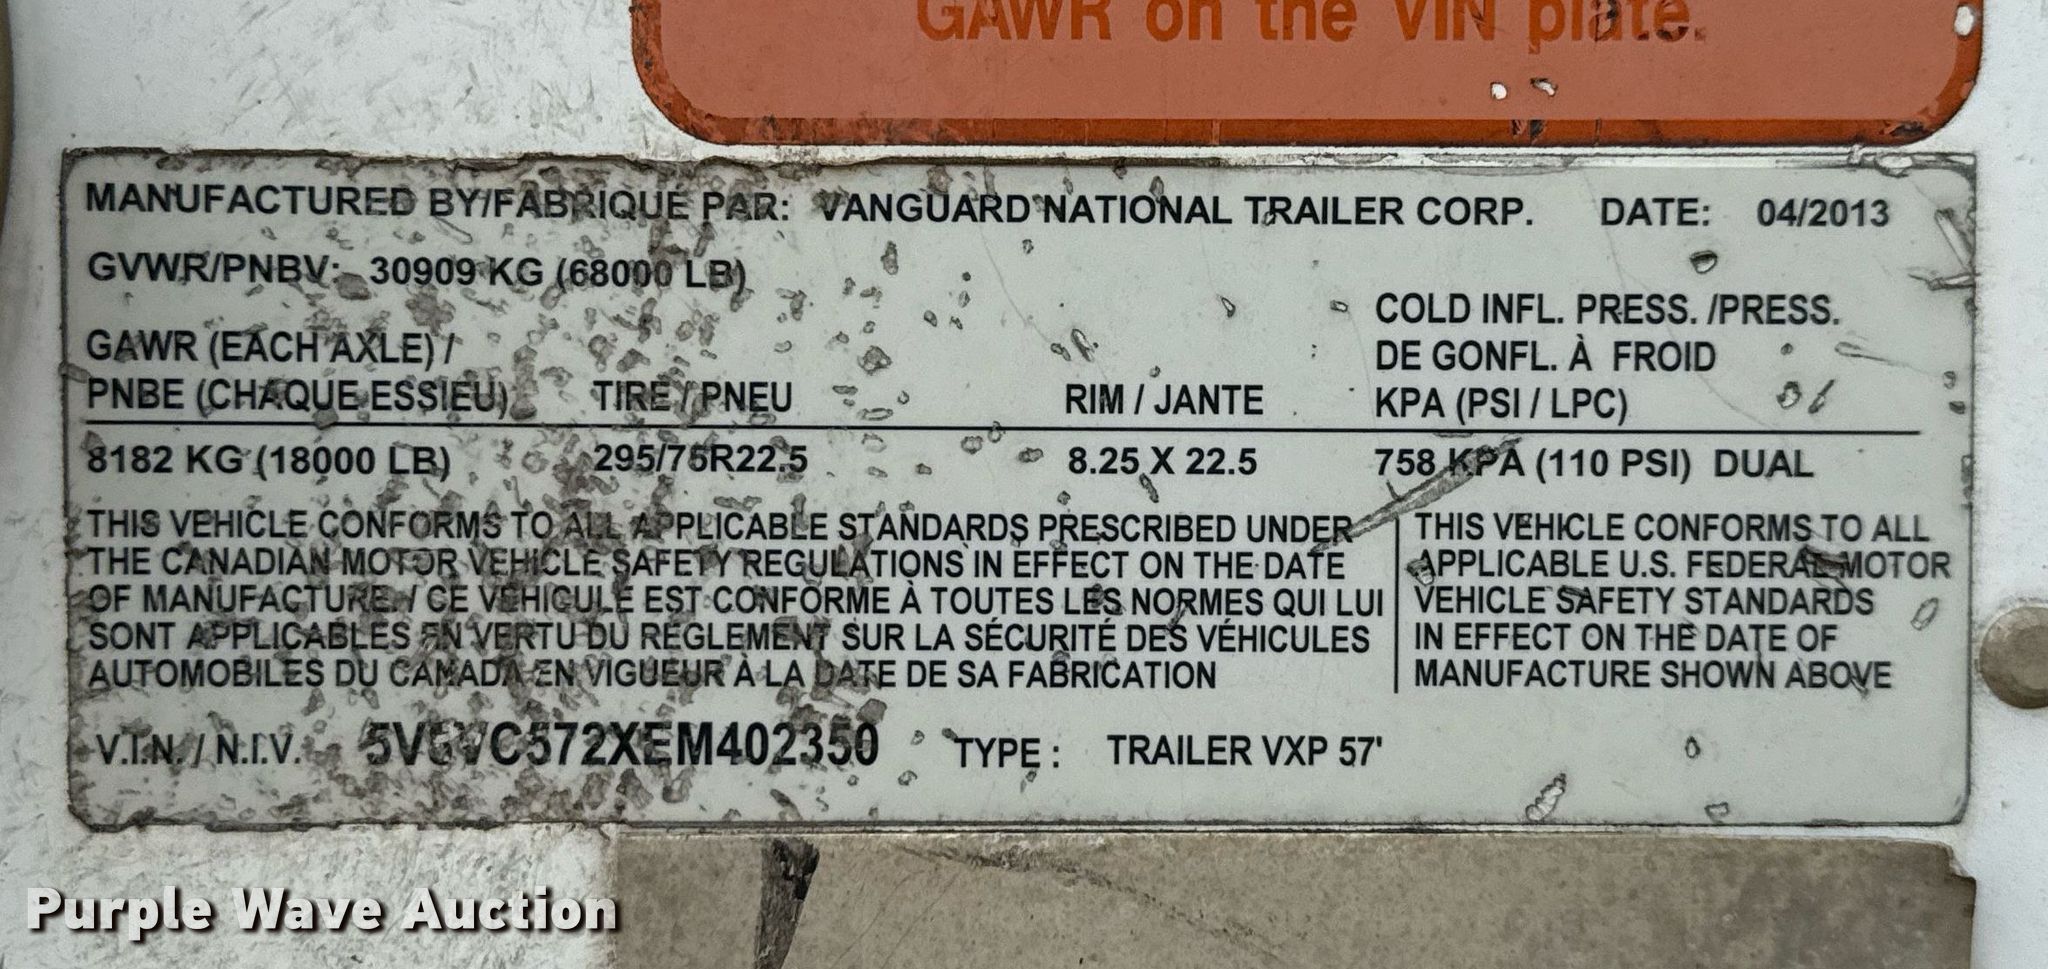 GAWR on the VIN plate.
MANUFACTURED BY/FABRIQUÉ PAR: VANGUARD NATIONAL TRAILER CORP. DATE: 04/2013
GVWR/PNBV: 30909 KG (68000 LB)
GAWR (EACH AXLE) /
PNBE (CHAQUE ESSIEU) TIRE / PNEU RIM / JANTE
COLD INFL. PRESS. /PRESS.
DE GONFL. À FROID
KPA (PSI / LPC)
8182 KG (18000 LB) 295/75R22.5 8.25 X 22.5 758 KPA (110 PSI) DUAL
THIS VEHICLE CONFORMS TO ALL APPLICABLE STANDARDS PRESCRIBED UNDER
THE CANADIAN MOTOR VEHICLE SAFETY REGULATIONS IN EFFECT ON THE DATE
OF MANUFACTURE. / CE VÉHICULE EST CONFORME À TOUTES LES NORMES QUI LUI
SONT APPLICABLES EN VERTU DU RÈGLEMENT SUR LA SÉCURITÉ DES VÉHICULES
AUTOMOBILES DU CANADA EN VIGUEUR À LA DATE DE SA FABRICATION
THIS VEHICLE CONFORMS TO ALL
APPLICABLE U.S. FEDERAL MOTOR
VEHICLE SAFETY STANDARDS
IN EFFECT ON THE DATE OF
MANUFACTURE SHOWN ABOVE
V.I.N. / N.I.V. 5V8VC572XEM402350 TYPE : TRAILER VXP 57'
Purple Wave Auction